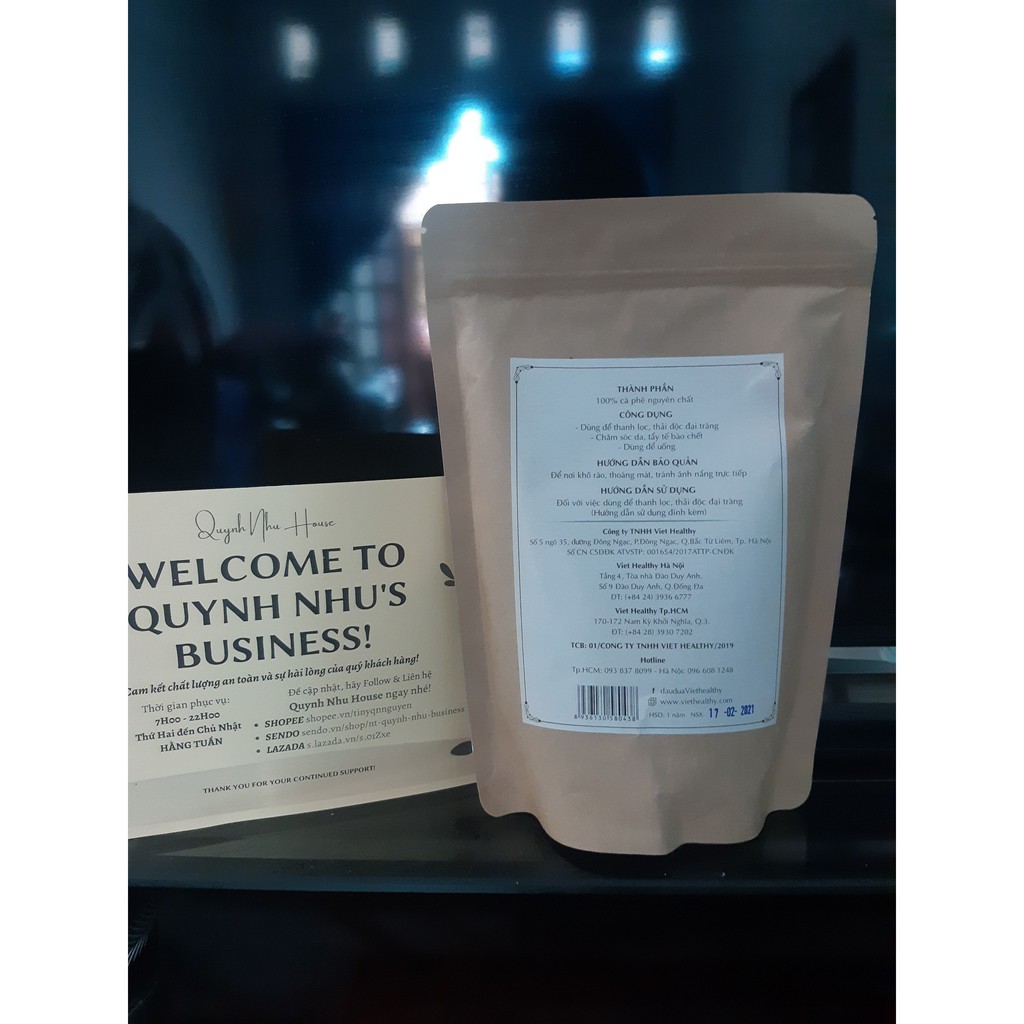 Quynh Nhu House
WELCOME TO
QUYNH NHU'S
BUSINESS!
Cam kết chất lượng an toàn và sự hài lòng của quý khách hàng!
Thời gian phục vụ:
7H00 - 22H00
Thứ Hai đến Chủ Nhật
HÀNG TUẦN
Để cập nhật, hãy Follow & Liên hệ
Quynh Nhu House ngay nhé!
• SHOPEE shopee.vn/tinyqnnguyen
• SENDO sendo.vn/shop/nt-quynh-nhu-business
• LAZADA s.lazada.vn/s.01Zxe
THANK YOU FOR YOUR CONTINUED SUPPORT!
THÀNH PHẦN
100% cà phê nguyên chất
CÔNG DỤNG
- Dùng để thanh lọc, thải độc đại tràng
- Chăm sóc da, tẩy tế bào chết
- Dùng để uống
HƯỚNG DẪN BẢO QUẢN
Để nơi khô ráo, thoáng mát, tránh ánh nắng trực tiếp
HƯỚNG DẪN SỬ DỤNG
Đối với việc dùng để thanh lọc, thải độc đại tràng
(Hướng dẫn sử dụng đính kèm)
Công ty TNHH Viet Healthy
Số 5 ngõ 35, đường Đông Ngạc, P.Đông Ngạc, Q.Bắc Từ Liêm, Tp. Hà Nội
Số CN CSĐĐK ATVSTP: 001654/2017ATTP-CNĐK
Viet Healthy Hà Nội
Tầng 4, Tòa nhà Đào Duy Anh,
Số 9 Đào Duy Anh, Q.Đống Đa
ĐT: (+84 24) 3936 6777
Viet Healthy Tp.HCM
170-172 Nam Kỳ Khởi Nghĩa, Q.3.
ĐT: (+84 28) 3930 7202
TCB: 01/CONG TY TNHH VIET HEALTHY/2019
Hotline
Tp.HCM: 093 837 8099 - Hà Nội: 096 608 1248
f dauduaViethealthy
www.viethealthy.com
8 936130 580438
HSD: 1 năm NSX: 17 -02- 2021